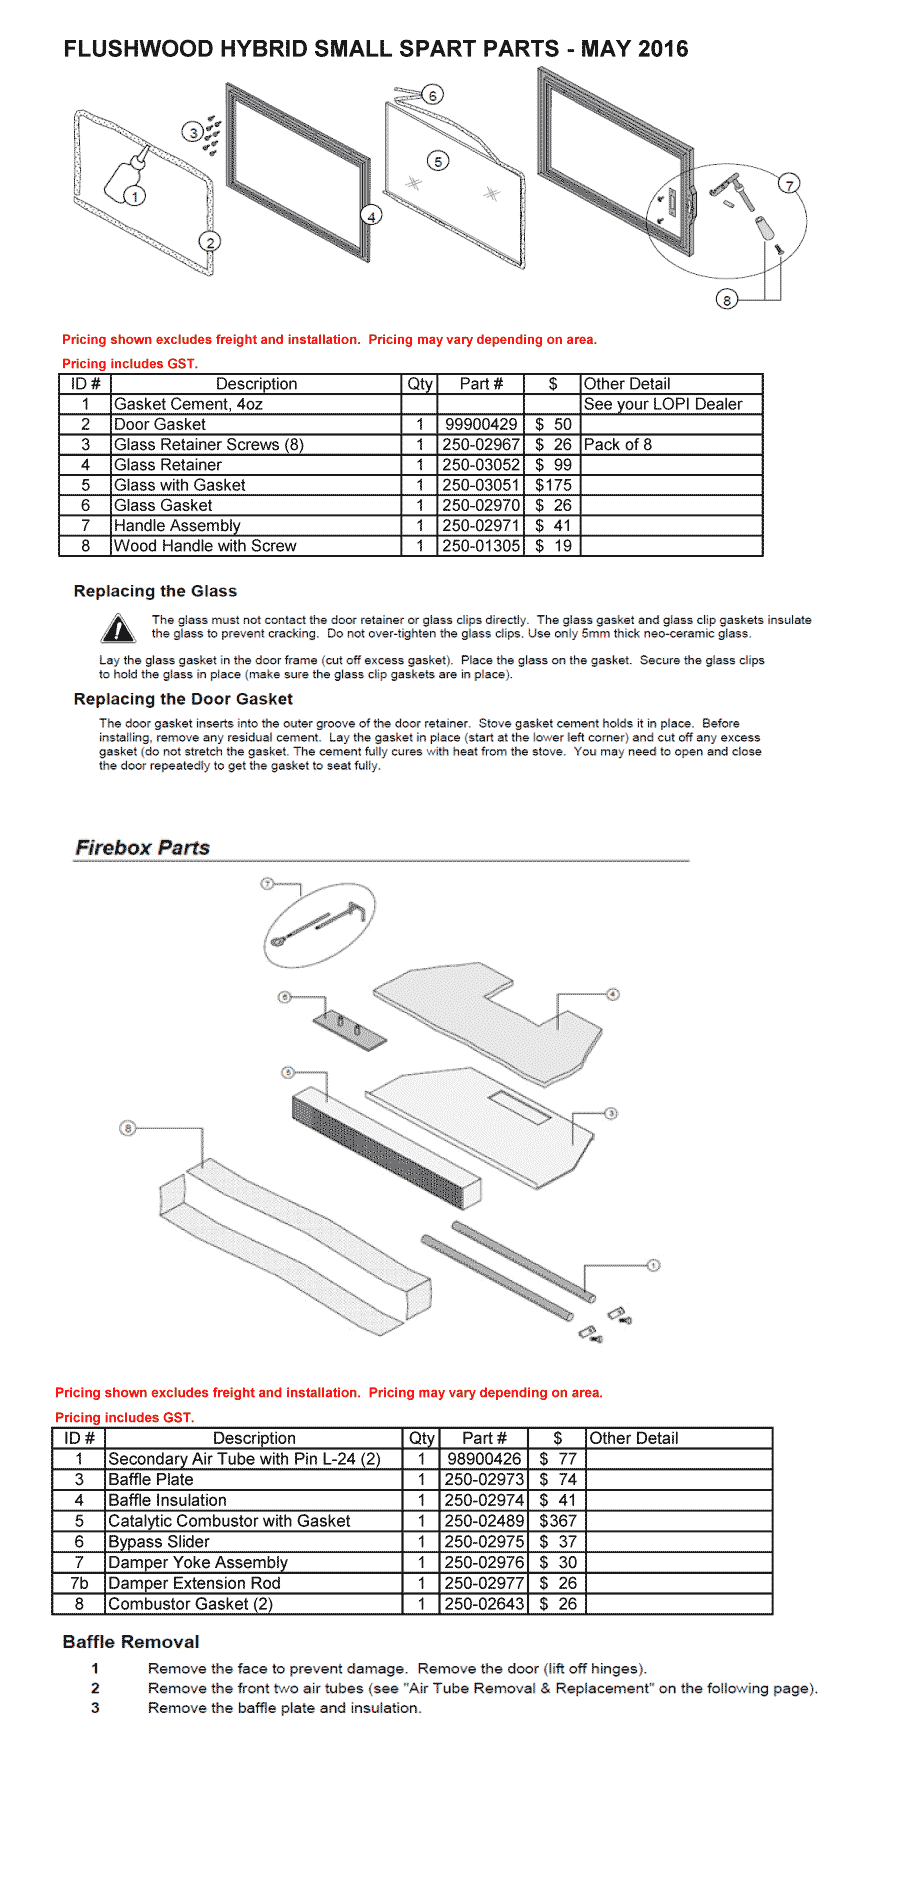 FLUSHWOOD HYBRID SMALL SPART PARTS - MAY 2016
6
3
5
7
1
4
2
8
Pricing shown excludes freight and installation. Pricing may vary depending on area.
Pricing includes GST.
ID # Description Qty Part # $ Other Detail
1 Gasket Cement, 4oz See your LOPI Dealer
2 Door Gasket 1 99900429 $ 50
3 Glass Retainer Screws (8) 1 250-02967 $ 26 Pack of 8
4 Glass Retainer 1 250-03052 $ 99
5 Glass with Gasket 1 250-03051 $175
6 Glass Gasket 1 250-02970 $ 26
7 Handle Assembly 1 250-02971 $ 41
8 Wood Handle with Screw 1 250-01305 $ 19
Replacing the Glass
The glass must not contact the door retainer or glass clips directly. The glass gasket and glass clip gaskets insulate
the glass to prevent cracking. Do not over-tighten the glass clips. Use only 5mm thick neo-ceramic glass.
Lay the glass gasket in the door frame (cut off excess gasket). Place the glass on the gasket. Secure the glass clips
to hold the glass in place (make sure the glass clip gaskets are in place).
Replacing the Door Gasket
The door gasket inserts into the outer groove of the door retainer. Stove gasket cement holds it in place. Before
installing, remove any residual cement. Lay the gasket in place (start at the lower left corner) and cut off any excess
gasket (do not stretch the gasket. The cement fully cures with heat from the stove. You may need to open and close
the door repeatedly to get the gasket to seat fully.
Firebox Parts
7
6
4
5
3
8
1
Pricing shown excludes freight and installation. Pricing may vary depending on area.
Pricing includes GST.
ID # Description Qty Part # $ Other Detail
1 Secondary Air Tube with Pin L-24 (2) 1 98900426 $ 77
3 Baffle Plate 1 250-02973 $ 74
4 Baffle Insulation 1 250-02974 $ 41
5 Catalytic Combustor with Gasket 1 250-02489 $367
6 Bypass Slider 1 250-02975 $ 37
7 Damper Yoke Assembly 1 250-02976 $ 30
7b Damper Extension Rod 1 250-02977 $ 26
8 Combustor Gasket (2) 1 250-02643 $ 26
Baffle Removal
1 Remove the face to prevent damage. Remove the door (lift off hinges).
2 Remove the front two air tubes (see "Air Tube Removal & Replacement" on the following page).
3 Remove the baffle plate and insulation.